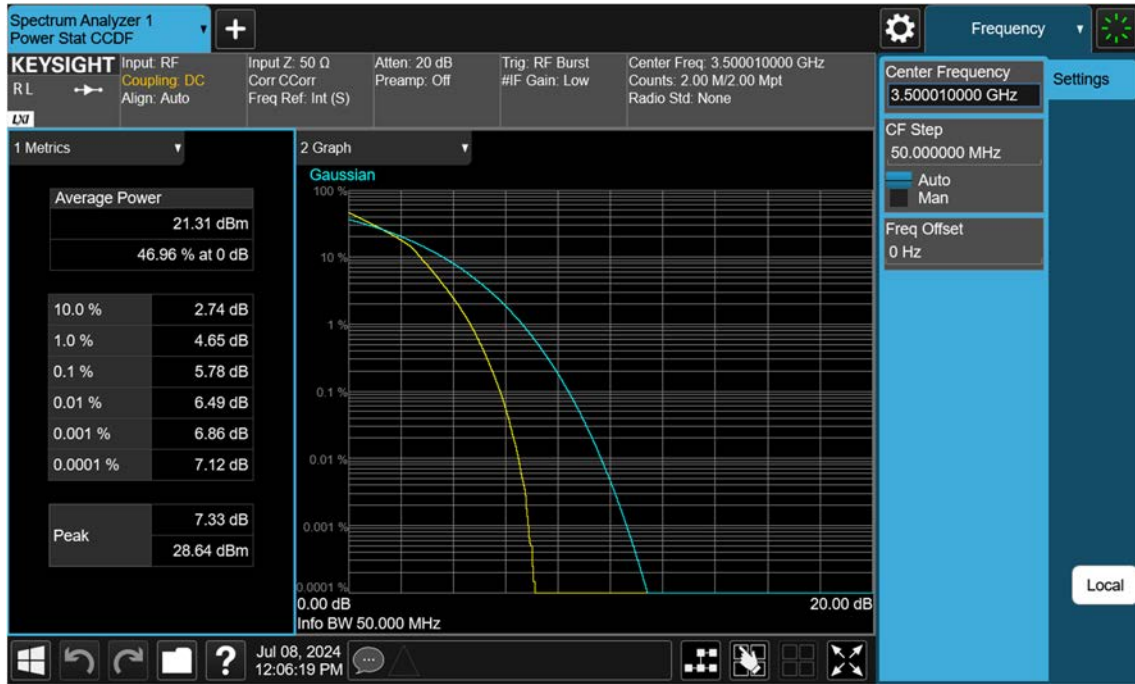 Spectrum Analyzer 1
Power Stat CCDF
+
Frequency
KEYSIGHT
RL
LXI
Input: RF
Coupling: DC
Align: Auto
Input Z: 50 Ω
Corr CCorr
Freq Ref: Int (S)
Atten: 20 dB
Preamp: Off
Trig: RF Burst
#IF Gain: Low
Center Freq: 3.500010000 GHz
Counts: 2.00 M/2.00 Mpt
Radio Std: None
Center Frequency
3.500010000 GHz
Settings
CF Step
50.000000 MHz
Auto
Man
Freq Offset
0 Hz
Local
1 Metrics
Average Power
21.31 dBm
46.96 % at 0 dB
10.0 % 2.74 dB
1.0 % 4.65 dB
0.1 % 5.78 dB
0.01 % 6.49 dB
0.001 % 6.86 dB
0.0001 % 7.12 dB
Peak
7.33 dB
28.64 dBm
2 Graph
Gaussian
100 %
10 %
1 %
0.1 %
0.01 %
0.001 %
0.0001 %
0.00 dB 20.00 dB
Info BW 50.000 MHz
?
Jul 08, 2024
12:06:19 PM